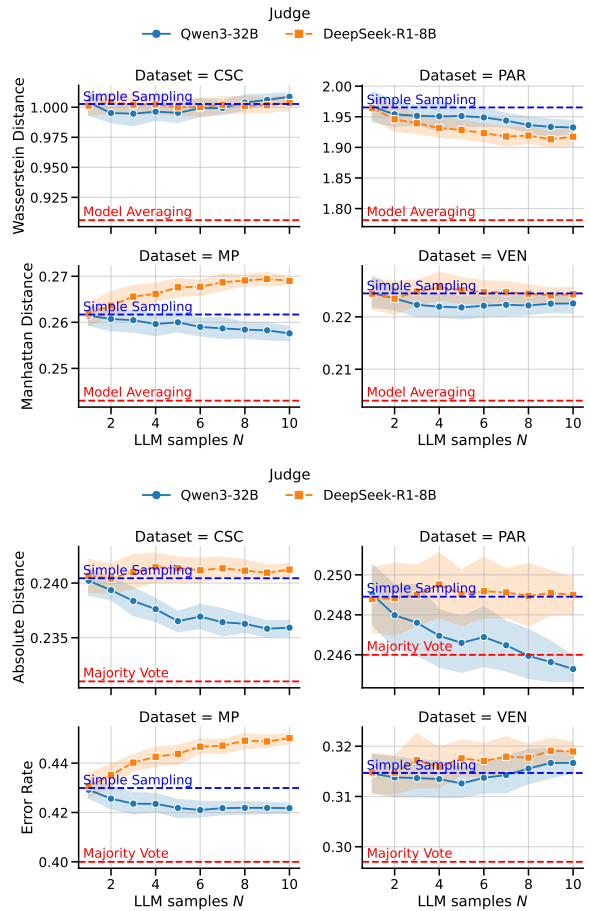 Judge
Qwen3-32B DeepSeek-R1-8B
Dataset = CSC
Dataset = PAR
Wasserstein Distance
1.000
0.975
0.950
0.925
Simple Sampling
Model Averaging
2.00
1.95
1.90
1.85
1.80
Simple Sampling
Model Averaging
Dataset = MP
Dataset = VEN
Manhattan Distance
0.27
0.26
0.25
Simple Sampling
Model Averaging
0.22
0.21
Simple Sampling
Model Averaging
2 4 6 8 10
2 4 6 8 10
LLM samples N
LLM samples N
Judge
Qwen3-32B DeepSeek-R1-8B
Dataset = CSC
Dataset = PAR
Absolute Distance
0.240
0.235
Simple Sampling
Majority Vote
0.250
0.248
0.246
Simple Sampling
Majority Vote
Dataset = MP
Dataset = VEN
Error Rate
0.44
0.42
0.40
Simple Sampling
Majority Vote
0.32
0.31
0.30
Simple Sampling
Majority Vote
2 4 6 8 10
2 4 6 8 10
LLM samples N
LLM samples N